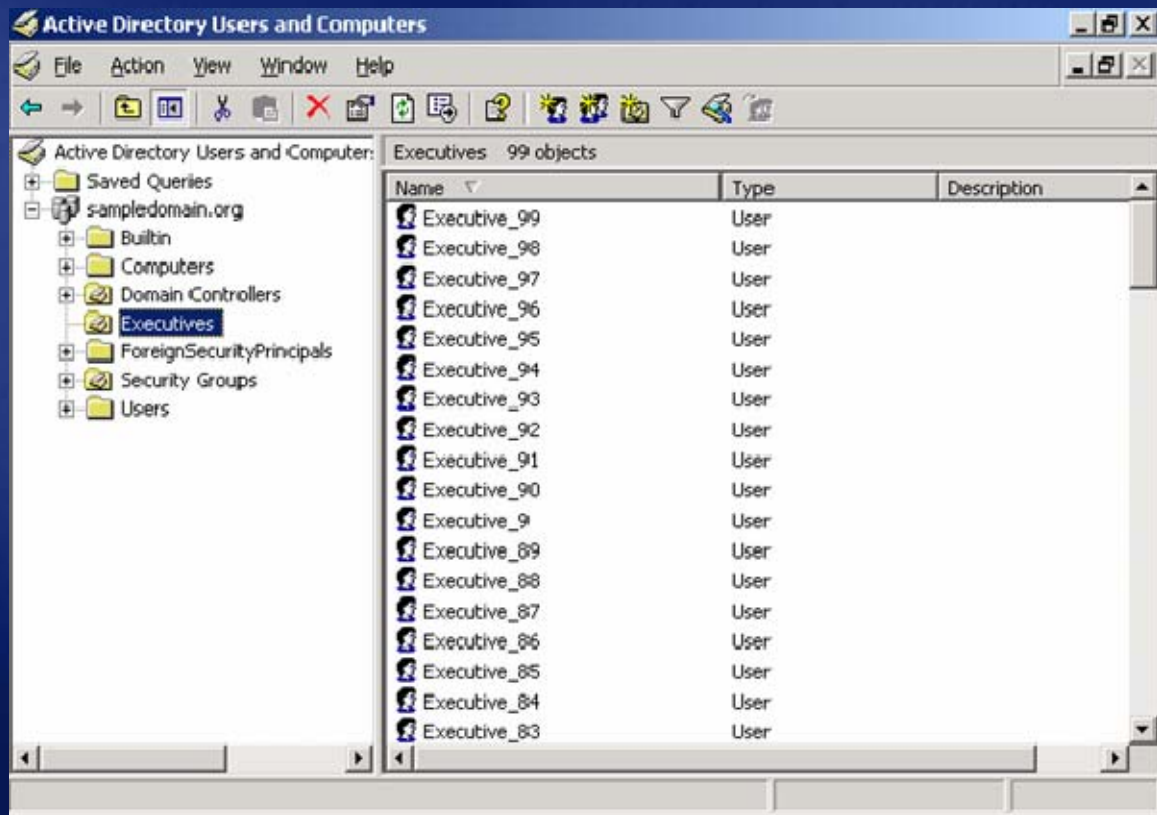 Active Directory Users and Computers
File Action View Window Help
Active Directory Users and Computer:
Saved Queries
sampledomain.org
Builtin
Computers
Domain Controllers
Executives
ForeignSecurityPrincipals
Security Groups
Users
Executives 99 objects
Name Type Description
Executive_99 User
Executive_98 User
Executive_97 User
Executive_96 User
Executive_95 User
Executive_94 User
Executive_93 User
Executive_92 User
Executive_91 User
Executive_90 User
Executive_9 User
Executive_89 User
Executive_88 User
Executive_87 User
Executive_86 User
Executive_85 User
Executive_84 User
Executive_83 User